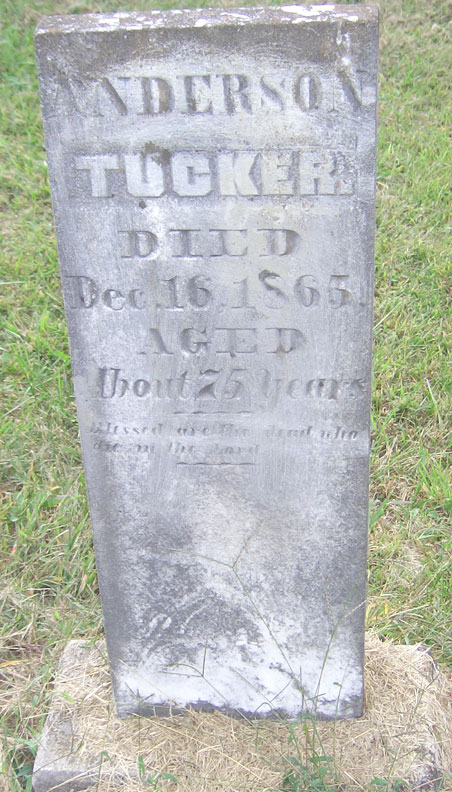 ANDERSON
TUCKER.
DIED
Dec. 16, 1865.
AGED
About 75 Years
Blessed are the dead who
die in the Lord